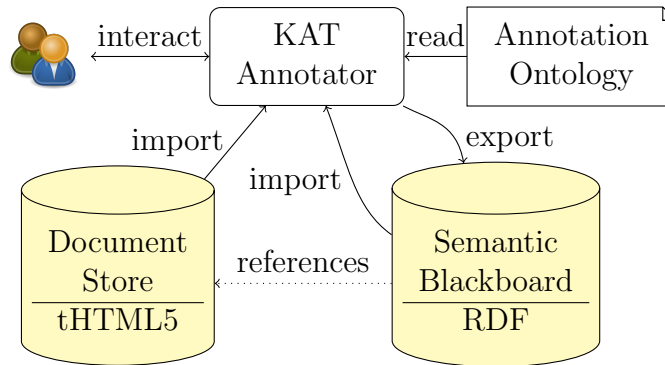 interact
KAT
Annotator
read
Annotation
Ontology
import
export
import
Document
Store
tHTML5
references
Semantic
Blackboard
RDF